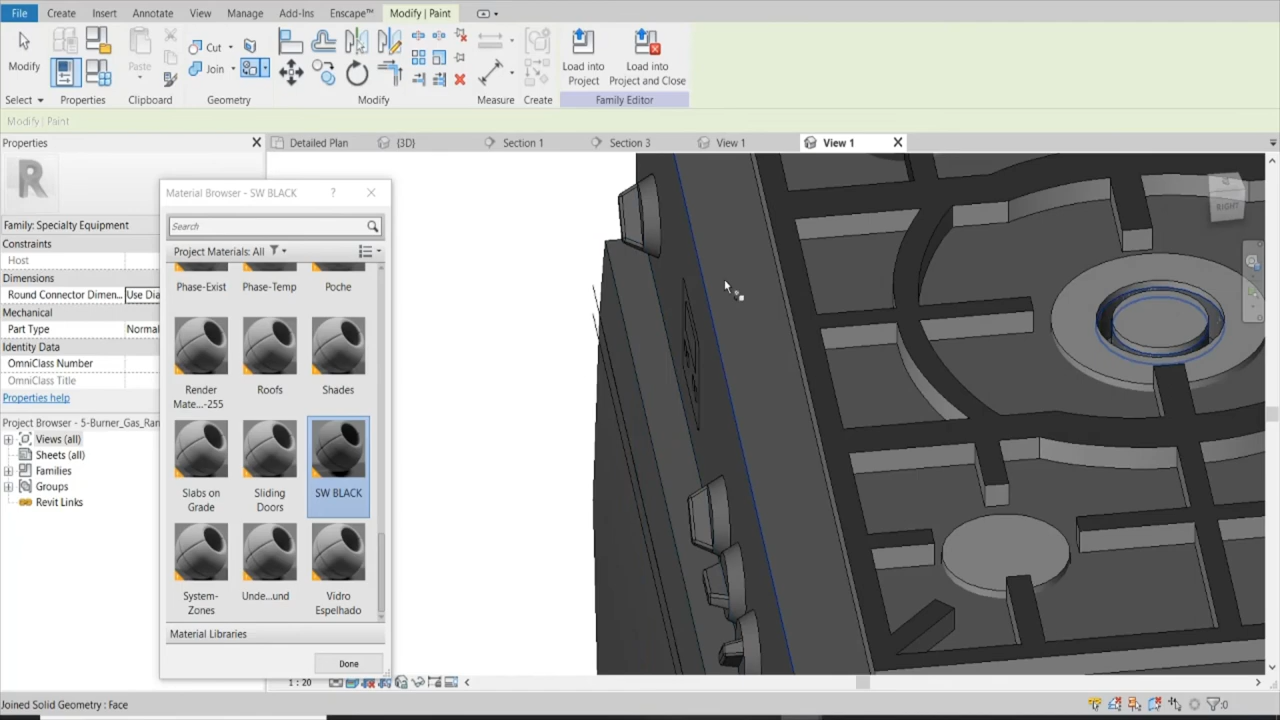 File Create Insert Annotate View Manage Add-Ins Enscape™ Modify | Paint
Modify
Paste
Cut
Join
Load into
Project
Load into
Project and Close
Select Properties Clipboard Geometry Modify Measure Create Family Editor
Modify | Paint
Properties
Detailed Plan {3D} Section 1 Section 3 View 1 View 1
R
Family: Specialty Equipment
Constraints
Host
Dimensions
Round Connector Dimen... Use Dia
Mechanical
Part Type Normal
Identity Data
OmniClass Number
OmniClass Title
Properties help
Project Browser - 5-Burner_Gas_Ran
Views (all)
Sheets (all)
Families
Groups
Revit Links
Material Browser - SW BLACK ?
Search
Project Materials: All
Phase-Exist Phase-Temp Poche
Render
Mate...-255
Roofs
Shades
Slabs on
Grade
Sliding
Doors
SW BLACK
System-
Zones
Unde...und
Vidro
Espelhado
Material Libraries
Done
RIGHT
1 : 20
Joined Solid Geometry : Face
:0